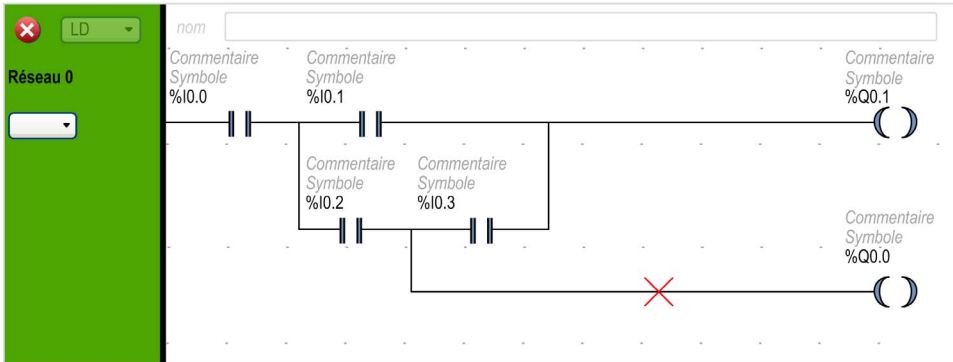 LD
nom
Réseau 0
Commentaire
Symbole
%I0.0
Commentaire
Symbole
%I0.1
Commentaire
Symbole
%Q0.1
Commentaire
Symbole
%I0.2
Commentaire
Symbole
%I0.3
Commentaire
Symbole
%Q0.0